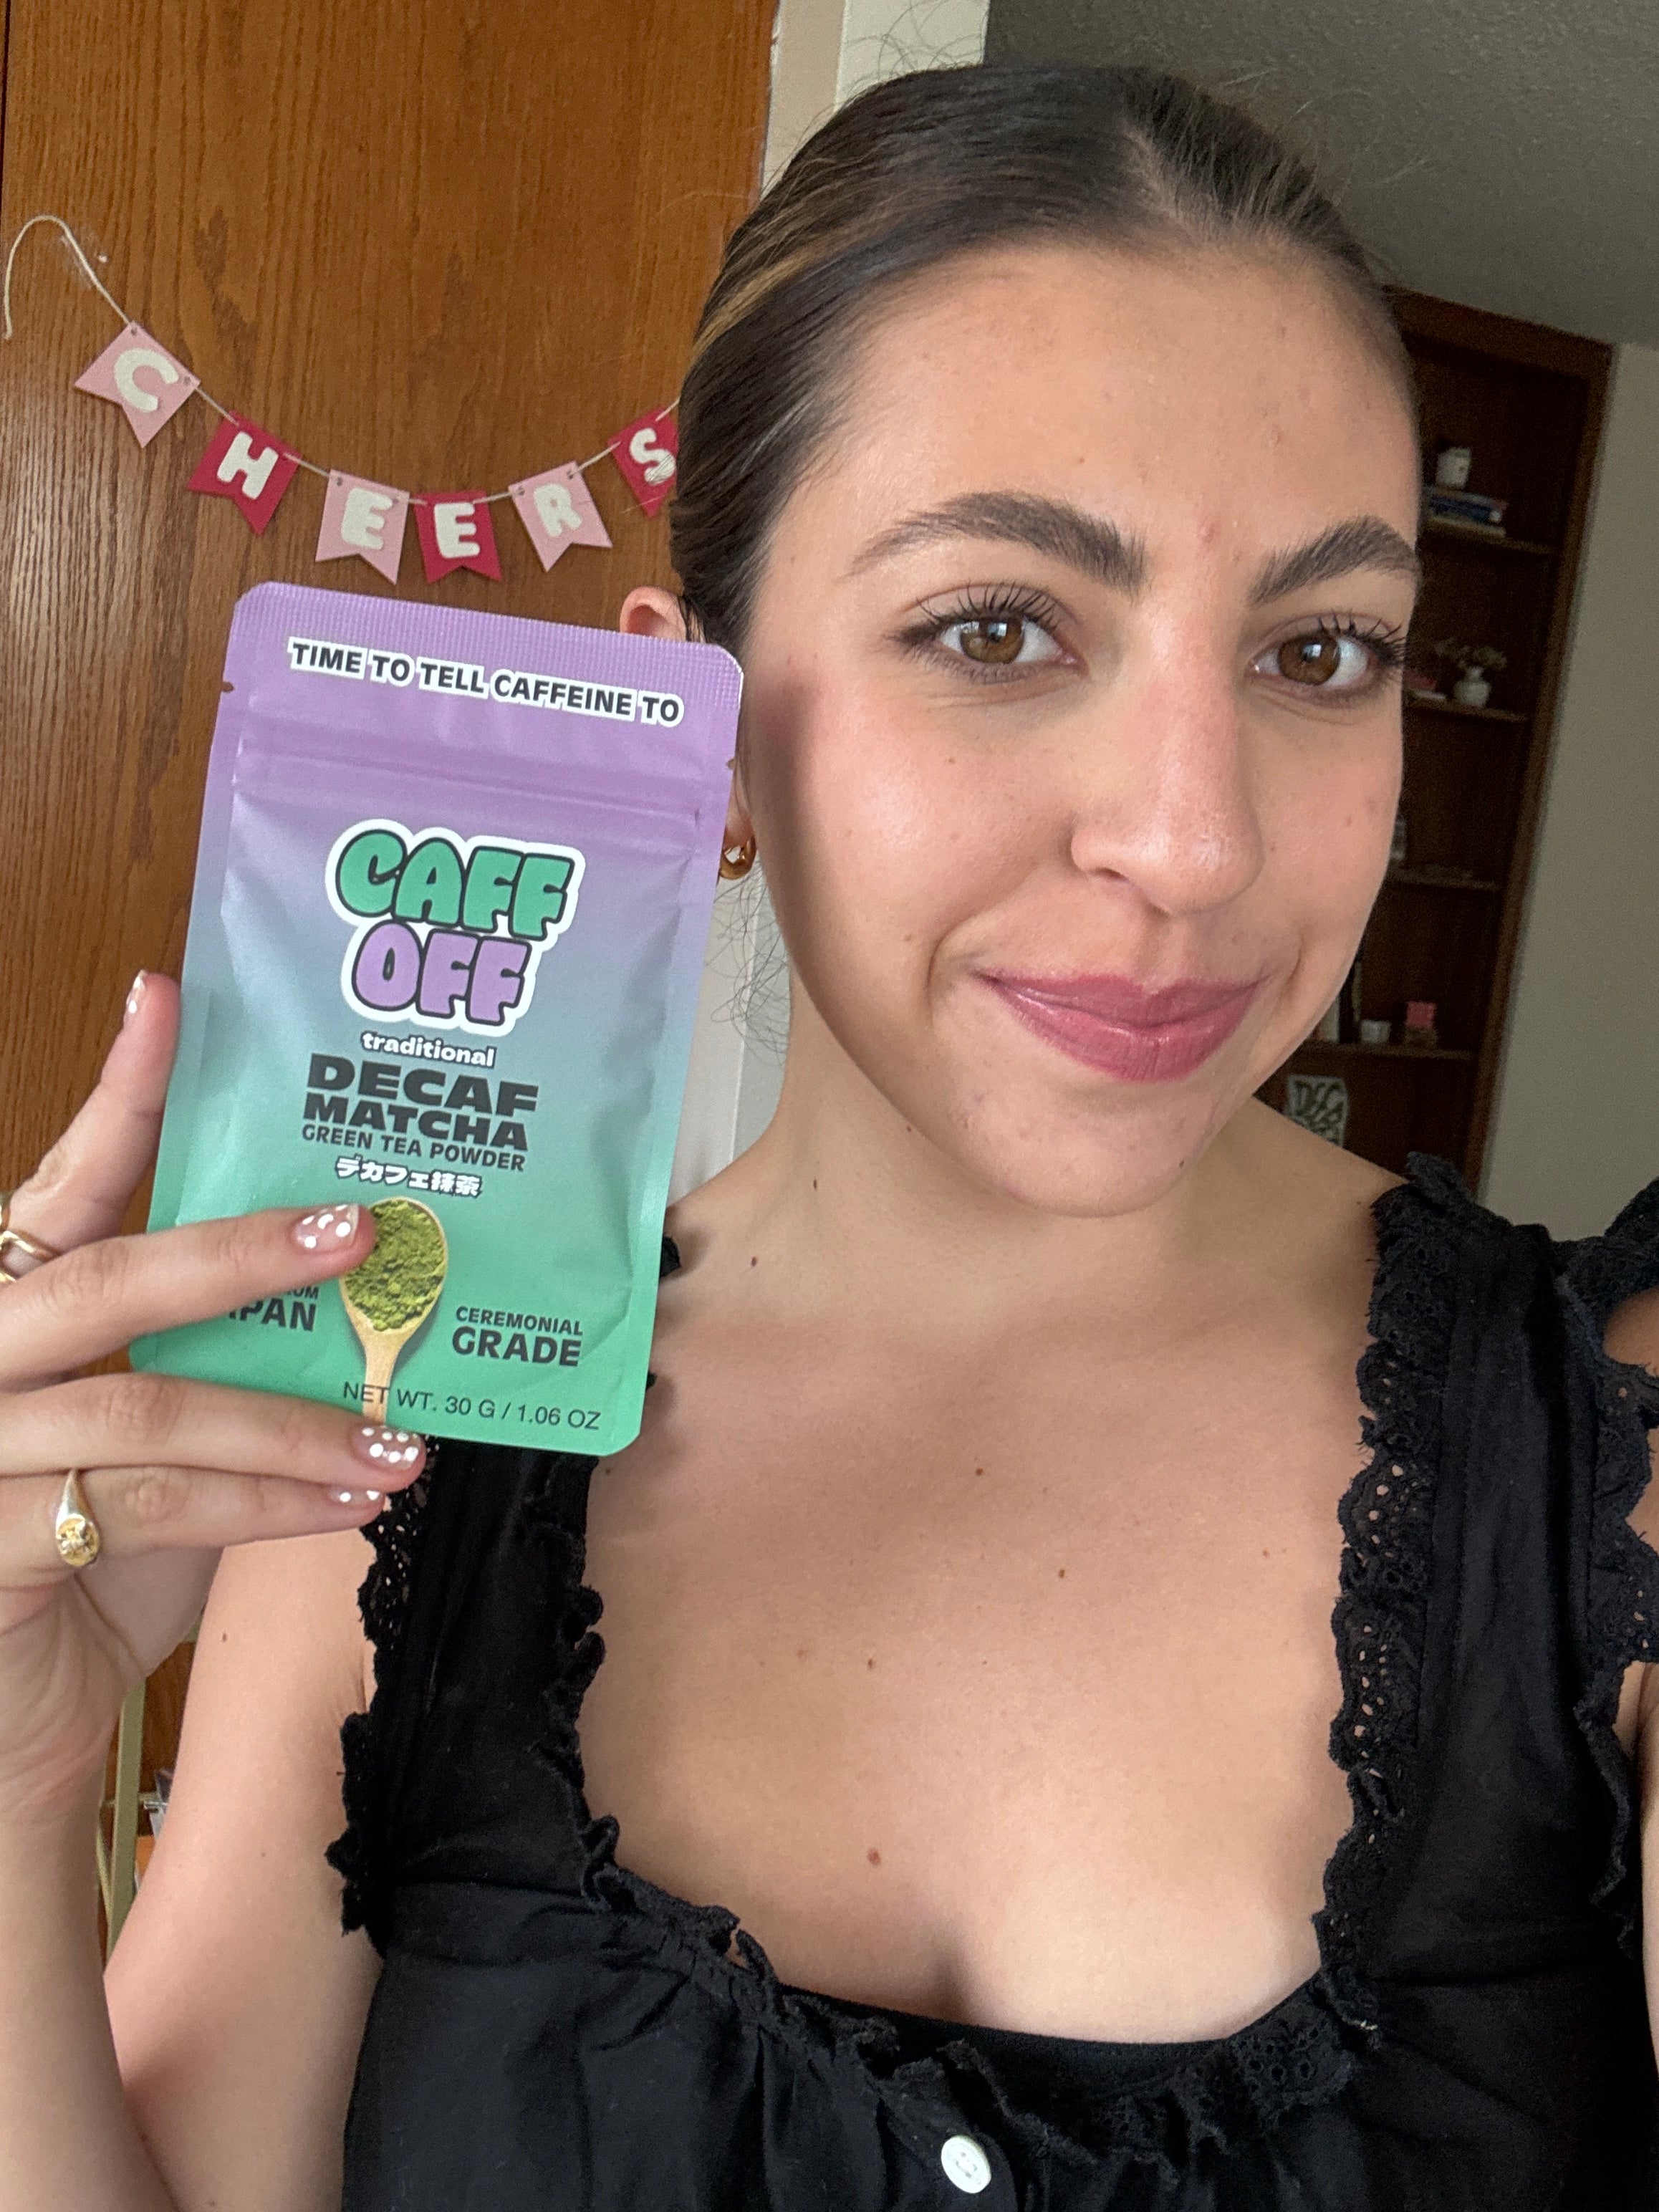 CHEERS
TIME TO TELL CAFFEINE TO
CAFF
OFF
traditional
DECAF
MATCHA
GREEN TEA POWDER
デカフェ抹茶
CEREMONIAL
GRADE
NET WT. 30 G / 1.06 OZ